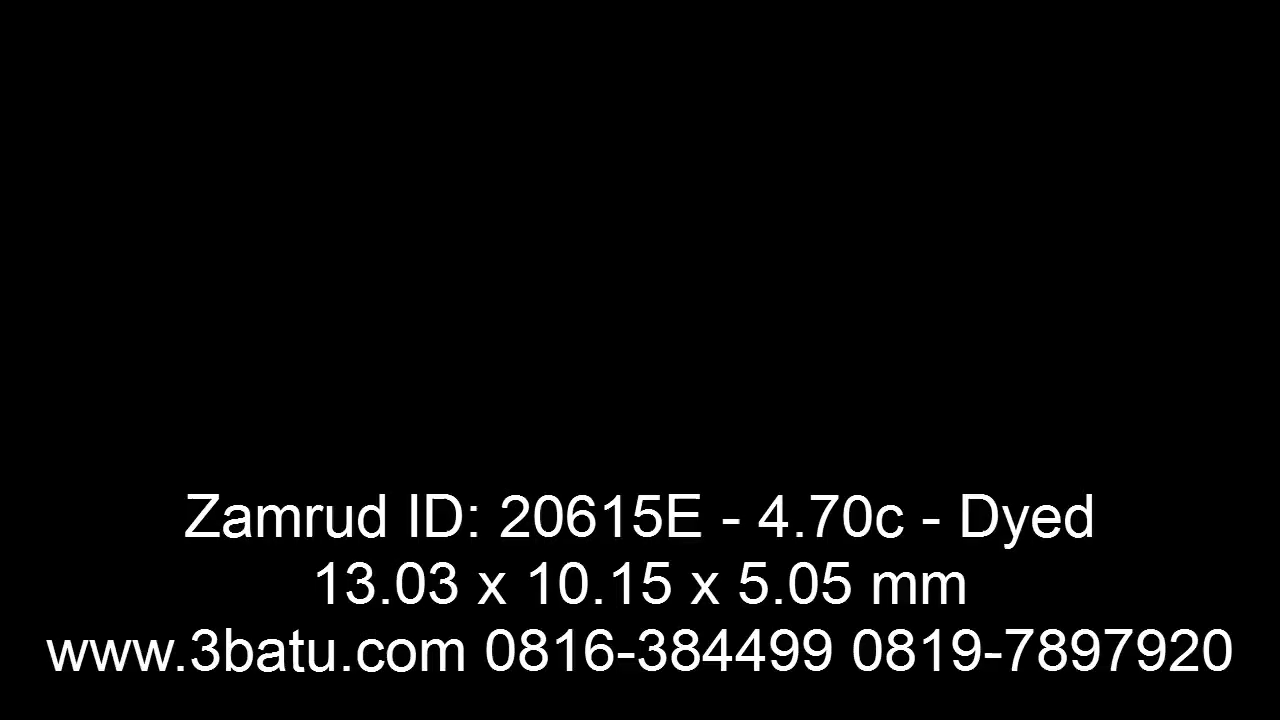 Zamrud ID: 20615E - 4.70c - Dyed
13.03 x 10.15 x 5.05 mm
www.3batu.com 0816-384499 0819-7897920